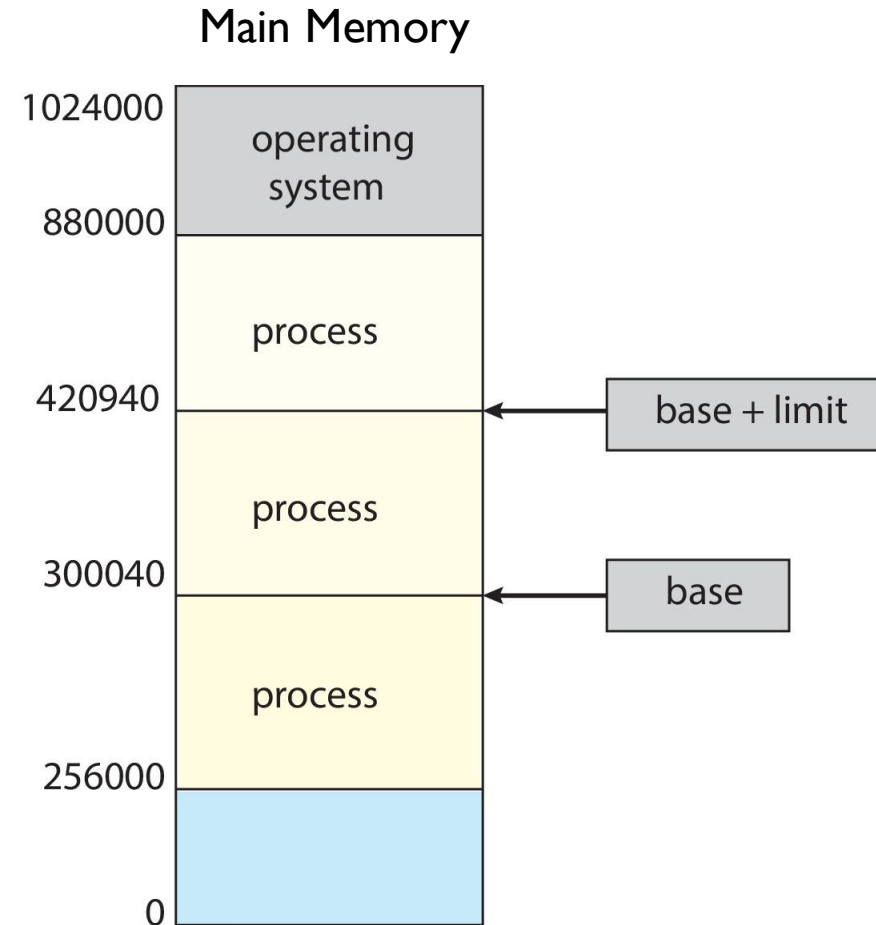 Main Memory
1024000
operating
system
880000
process
420940
base + limit
process
300040
base
process
256000
0